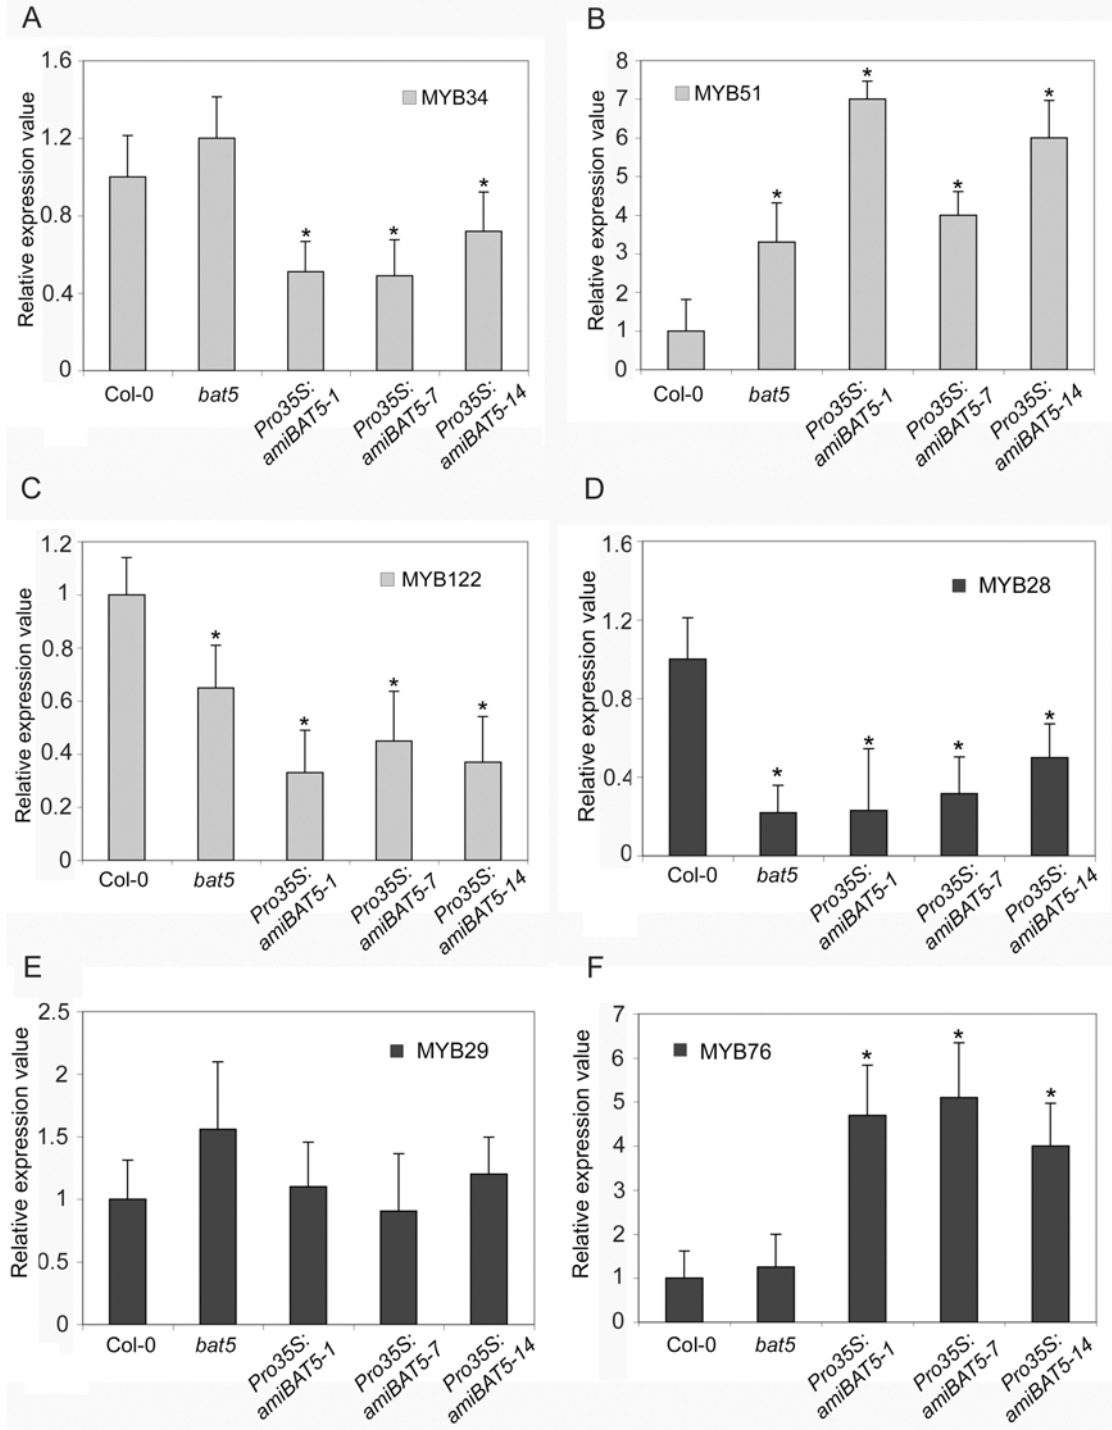 A
Relative expression value
1.6
1.2
0.8
0.4
0
MYB34
*
*
*
Col-0
bat5
Pro35S:
amiBAT5-1
Pro35S:
amiBAT5-7
Pro35S:
amiBAT5-14
B
Relative expression value
8
7
6
5
4
3
2
1
0
MYB51
*
*
*
*
Col-0
bat5
Pro35S:
amiBAT5-1
Pro35S:
amiBAT5-7
Pro35S:
amiBAT5-14
C
Relative expression value
1.2
1
0.8
0.6
0.4
0.2
0
MYB122
*
*
*
*
Col-0
bat5
Pro35S:
amiBAT5-1
Pro35S:
amiBAT5-7
Pro35S:
amiBAT5-14
D
Relative expression value
1.6
1.2
0.8
0.4
0
MYB28
*
*
*
*
Col-0
bat5
Pro35S:
amiBAT5-1
Pro35S:
amiBAT5-7
Pro35S:
amiBAT5-14
E
Relative expression value
2.5
2
1.5
1
0.5
0
MYB29
Col-0
bat5
Pro35S:
amiBAT5-1
Pro35S:
amiBAT5-7
Pro35S:
amiBAT5-14
F
Relative expression value
7
6
5
4
3
2
1
0
MYB76
*
*
*
Col-0
bat5
Pro35S:
amiBAT5-1
Pro35S:
amiBAT5-7
Pro35S:
amiBAT5-14